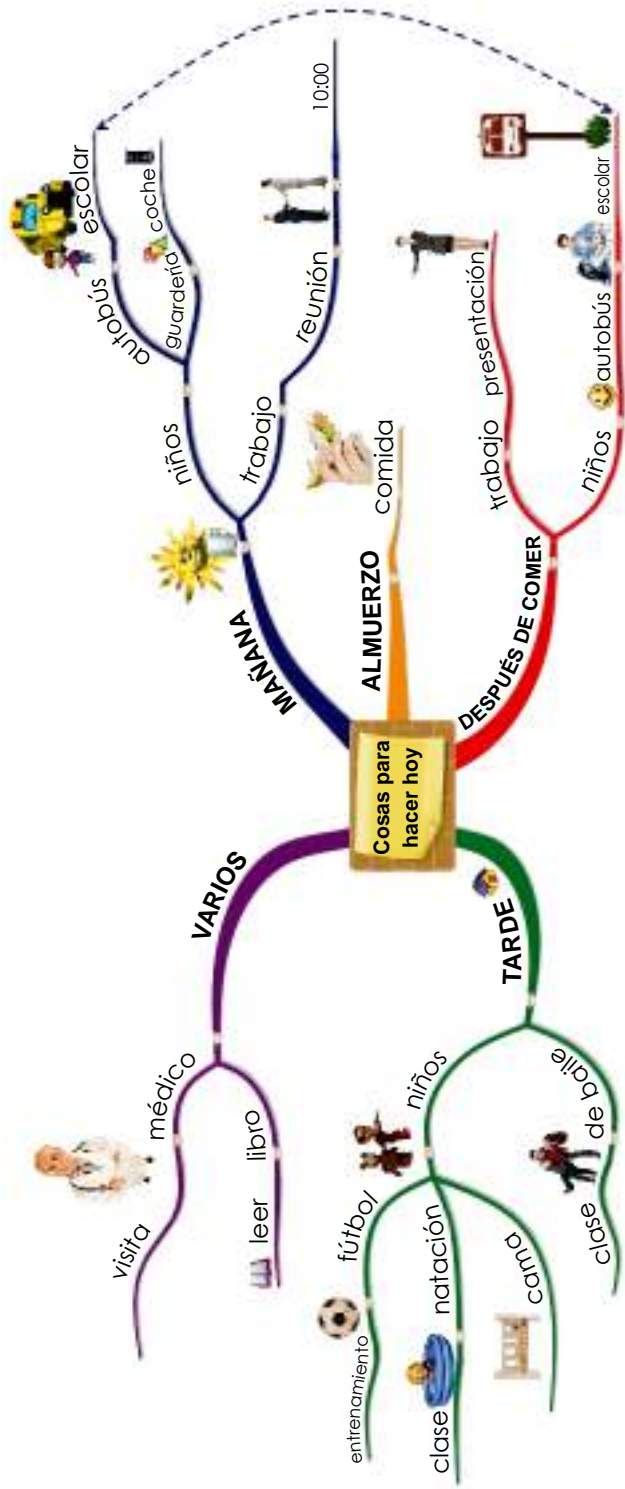 Cosas para
hacer hoy
MAÑANA
niños
autobús
escolar
guardería
coche
trabajo
reunión
10:00
ALMUERZO
comida
DESPUÉS DE COMER
trabajo
presentación
niños
autobús
escolar
TARDE
niños
fútbol
entrenamiento
natación
clase
cama
de baile
clase
VARIOS
médico
visita
libro
leer